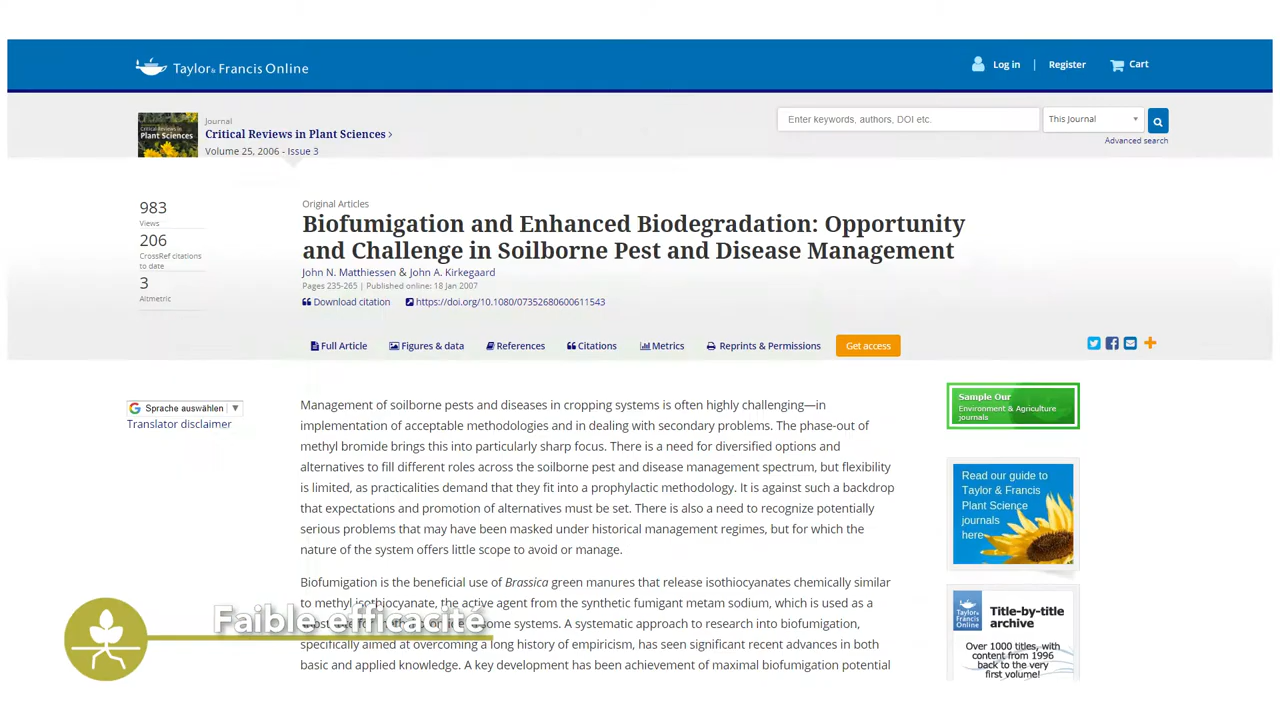 Taylor & Francis Online
Log in | Register Cart
Journal
Critical Reviews in Plant Sciences >
Volume 25, 2006 - Issue 3
Critical Reviews in
Plant Sciences
Enter keywords, authors, DOI etc.
This Journal
Advanced search
983
Views
206
CrossRef citations
to date
3
Altmetric
Original Articles
Biofumigation and Enhanced Biodegradation: Opportunity
and Challenge in Soilborne Pest and Disease Management
John N. Matthiessen & John A. Kirkegaard
Pages 235-265 | Published online: 18 Jan 2007
Download citation https://doi.org/10.1080/07352680600611543
Full Article Figures & data References Citations Metrics Reprints & Permissions Get access
Sprache auswählen
Translator disclaimer
Management of soilborne pests and diseases in cropping systems is often highly challenging—in
implementation of acceptable methodologies and in dealing with secondary problems. The phase-out of
methyl bromide brings this into particularly sharp focus. There is a need for diversified options and
alternatives to fill different roles across the soilborne pest and disease management spectrum, but flexibility
is limited, as practicalities demand that they fit into a prophylactic methodology. It is against such a backdrop
that expectations and promotion of alternatives must be set. There is also a need to recognize potentially
serious problems that may have been masked under historical management regimes, but for which the
nature of the system offers little scope to avoid or manage.
Biofumigation is the beneficial use of Brassica green manures that release isothiocyanates chemically similar
to methyl isothiocyanate, the active agent from the synthetic fumigant metam sodium, which is used as a
some systems. A systematic approach to research into biofumigation,
specifically aimed at overcoming a long history of empiricism, has seen significant recent advances in both
basic and applied knowledge. A key development has been achievement of maximal biofumigation potential
Sample Our
Environment & Agriculture
journals
Read our guide to
Taylor & Francis
Plant Science
journals
here
Taylor & Francis Online
Title-by-title
archive
Over 1000 titles, with
content from 1996
back to the very
first volume!
Faible efficacité